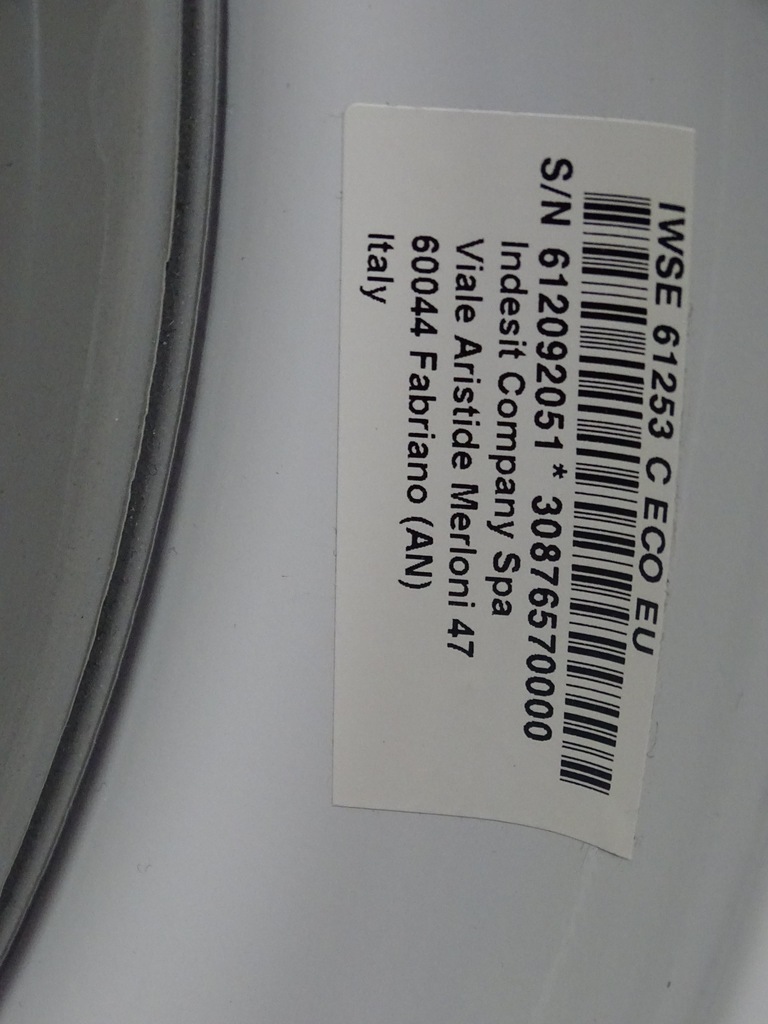 IWSE 61253 C ECO EU
S/N 612092051 * 30876570000
Indesit Company Spa
Viale Aristide Merloni 47
60044 Fabriano (AN)
Italy